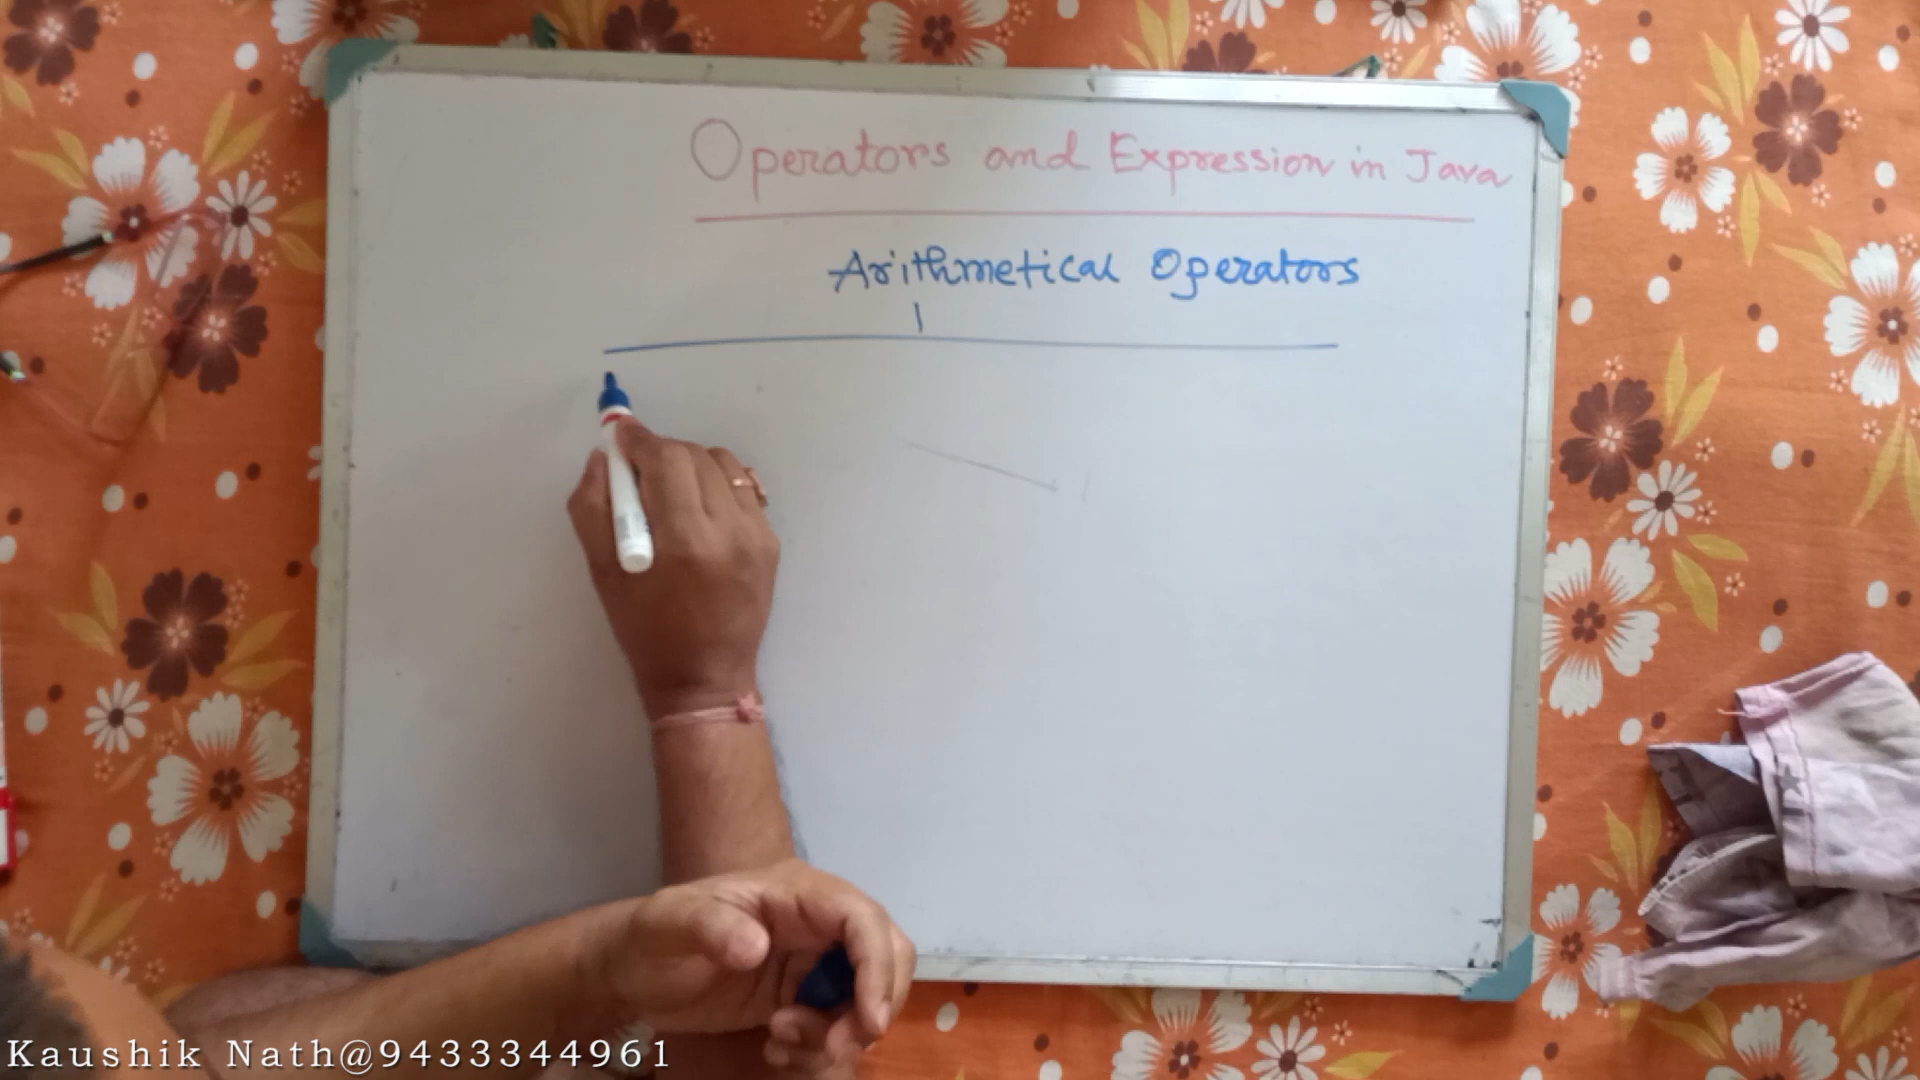 Operators and Expression in Java
Arithmetical Operators
Kaushik Nath@9433344961